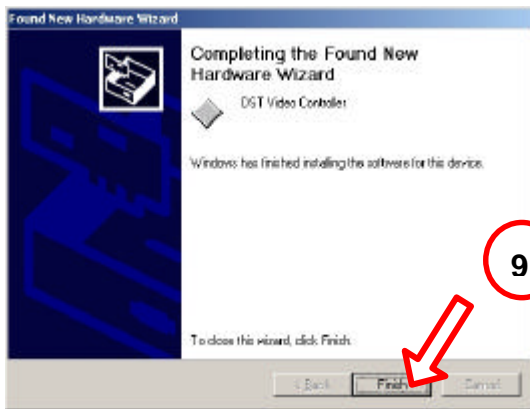 Found New Hardware Wizard
Completing the Found New
Hardware Wizard
DST Video Controller
Windows has finished installing the software for this device.
9
To close this wizard, click Finish.
< Back
Finish
Cancel